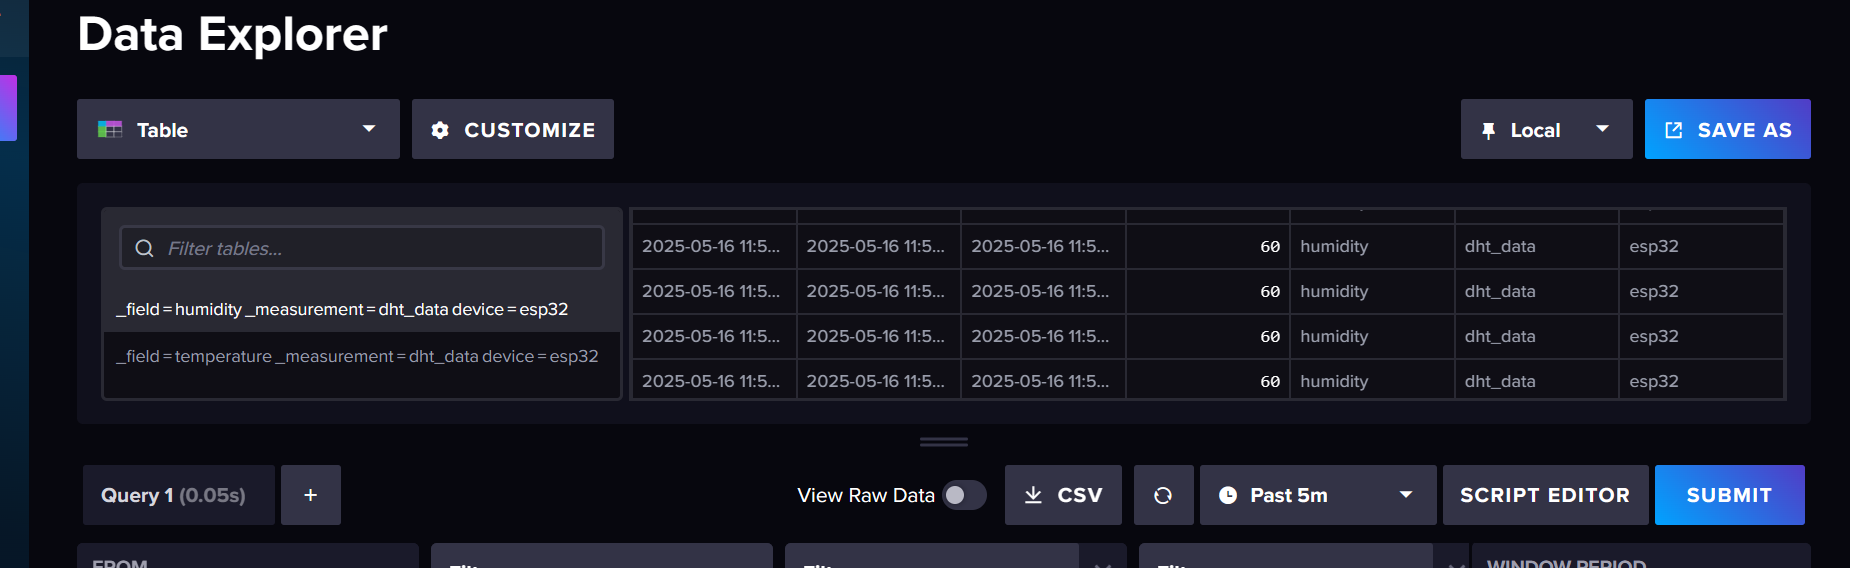 Data Explorer
Table
CUSTOMIZE
Local
SAVE AS
Filter tables...
_field=humidity _measurement=dht_data device=esp32
_field=temperature _measurement=dht_data device=esp32
2025-05-16 11:5... 2025-05-16 11:5... 2025-05-16 11:5... 60 humidity dht_data esp32
2025-05-16 11:5... 2025-05-16 11:5... 2025-05-16 11:5... 60 humidity dht_data esp32
2025-05-16 11:5... 2025-05-16 11:5... 2025-05-16 11:5... 60 humidity dht_data esp32
2025-05-16 11:5... 2025-05-16 11:5... 2025-05-16 11:5... 60 humidity dht_data esp32
Query 1 (0.05s)
+
View Raw Data
CSV
Past 5m
SCRIPT EDITOR
SUBMIT
FROM
WINDOW PERIOD